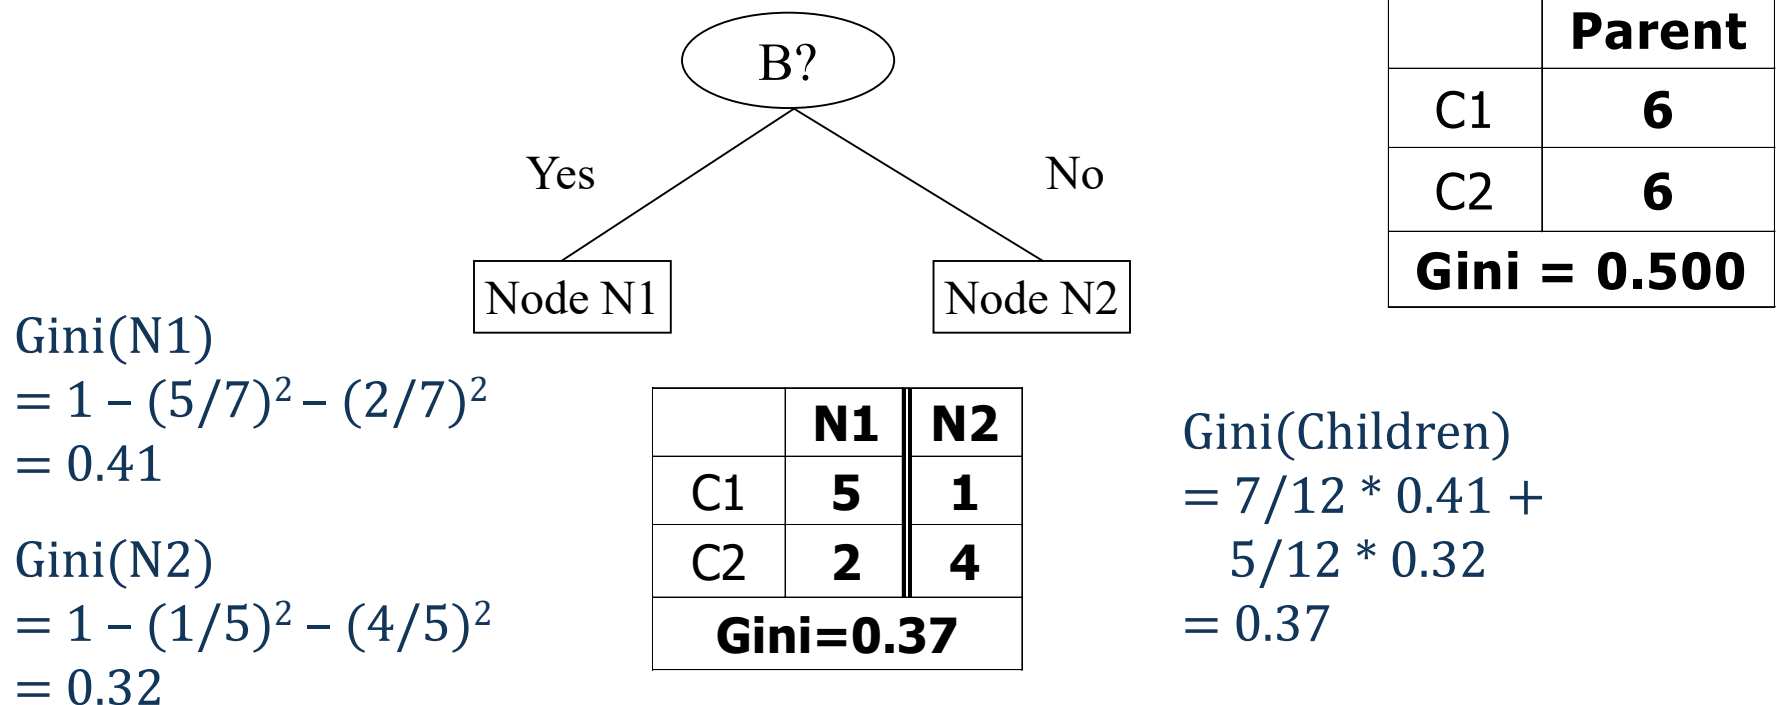 B?
Yes
No
Node N1
Node N2
Parent
C1 6
C2 6
Gini = 0.500
Gini(N1)
= 1 – (5/7)² – (2/7)²
= 0.41
Gini(N2)
= 1 – (1/5)² – (4/5)²
= 0.32
N1 N2
C1 5 1
C2 2 4
Gini=0.37
Gini(Children)
= 7/12 * 0.41 +
5/12 * 0.32
= 0.37